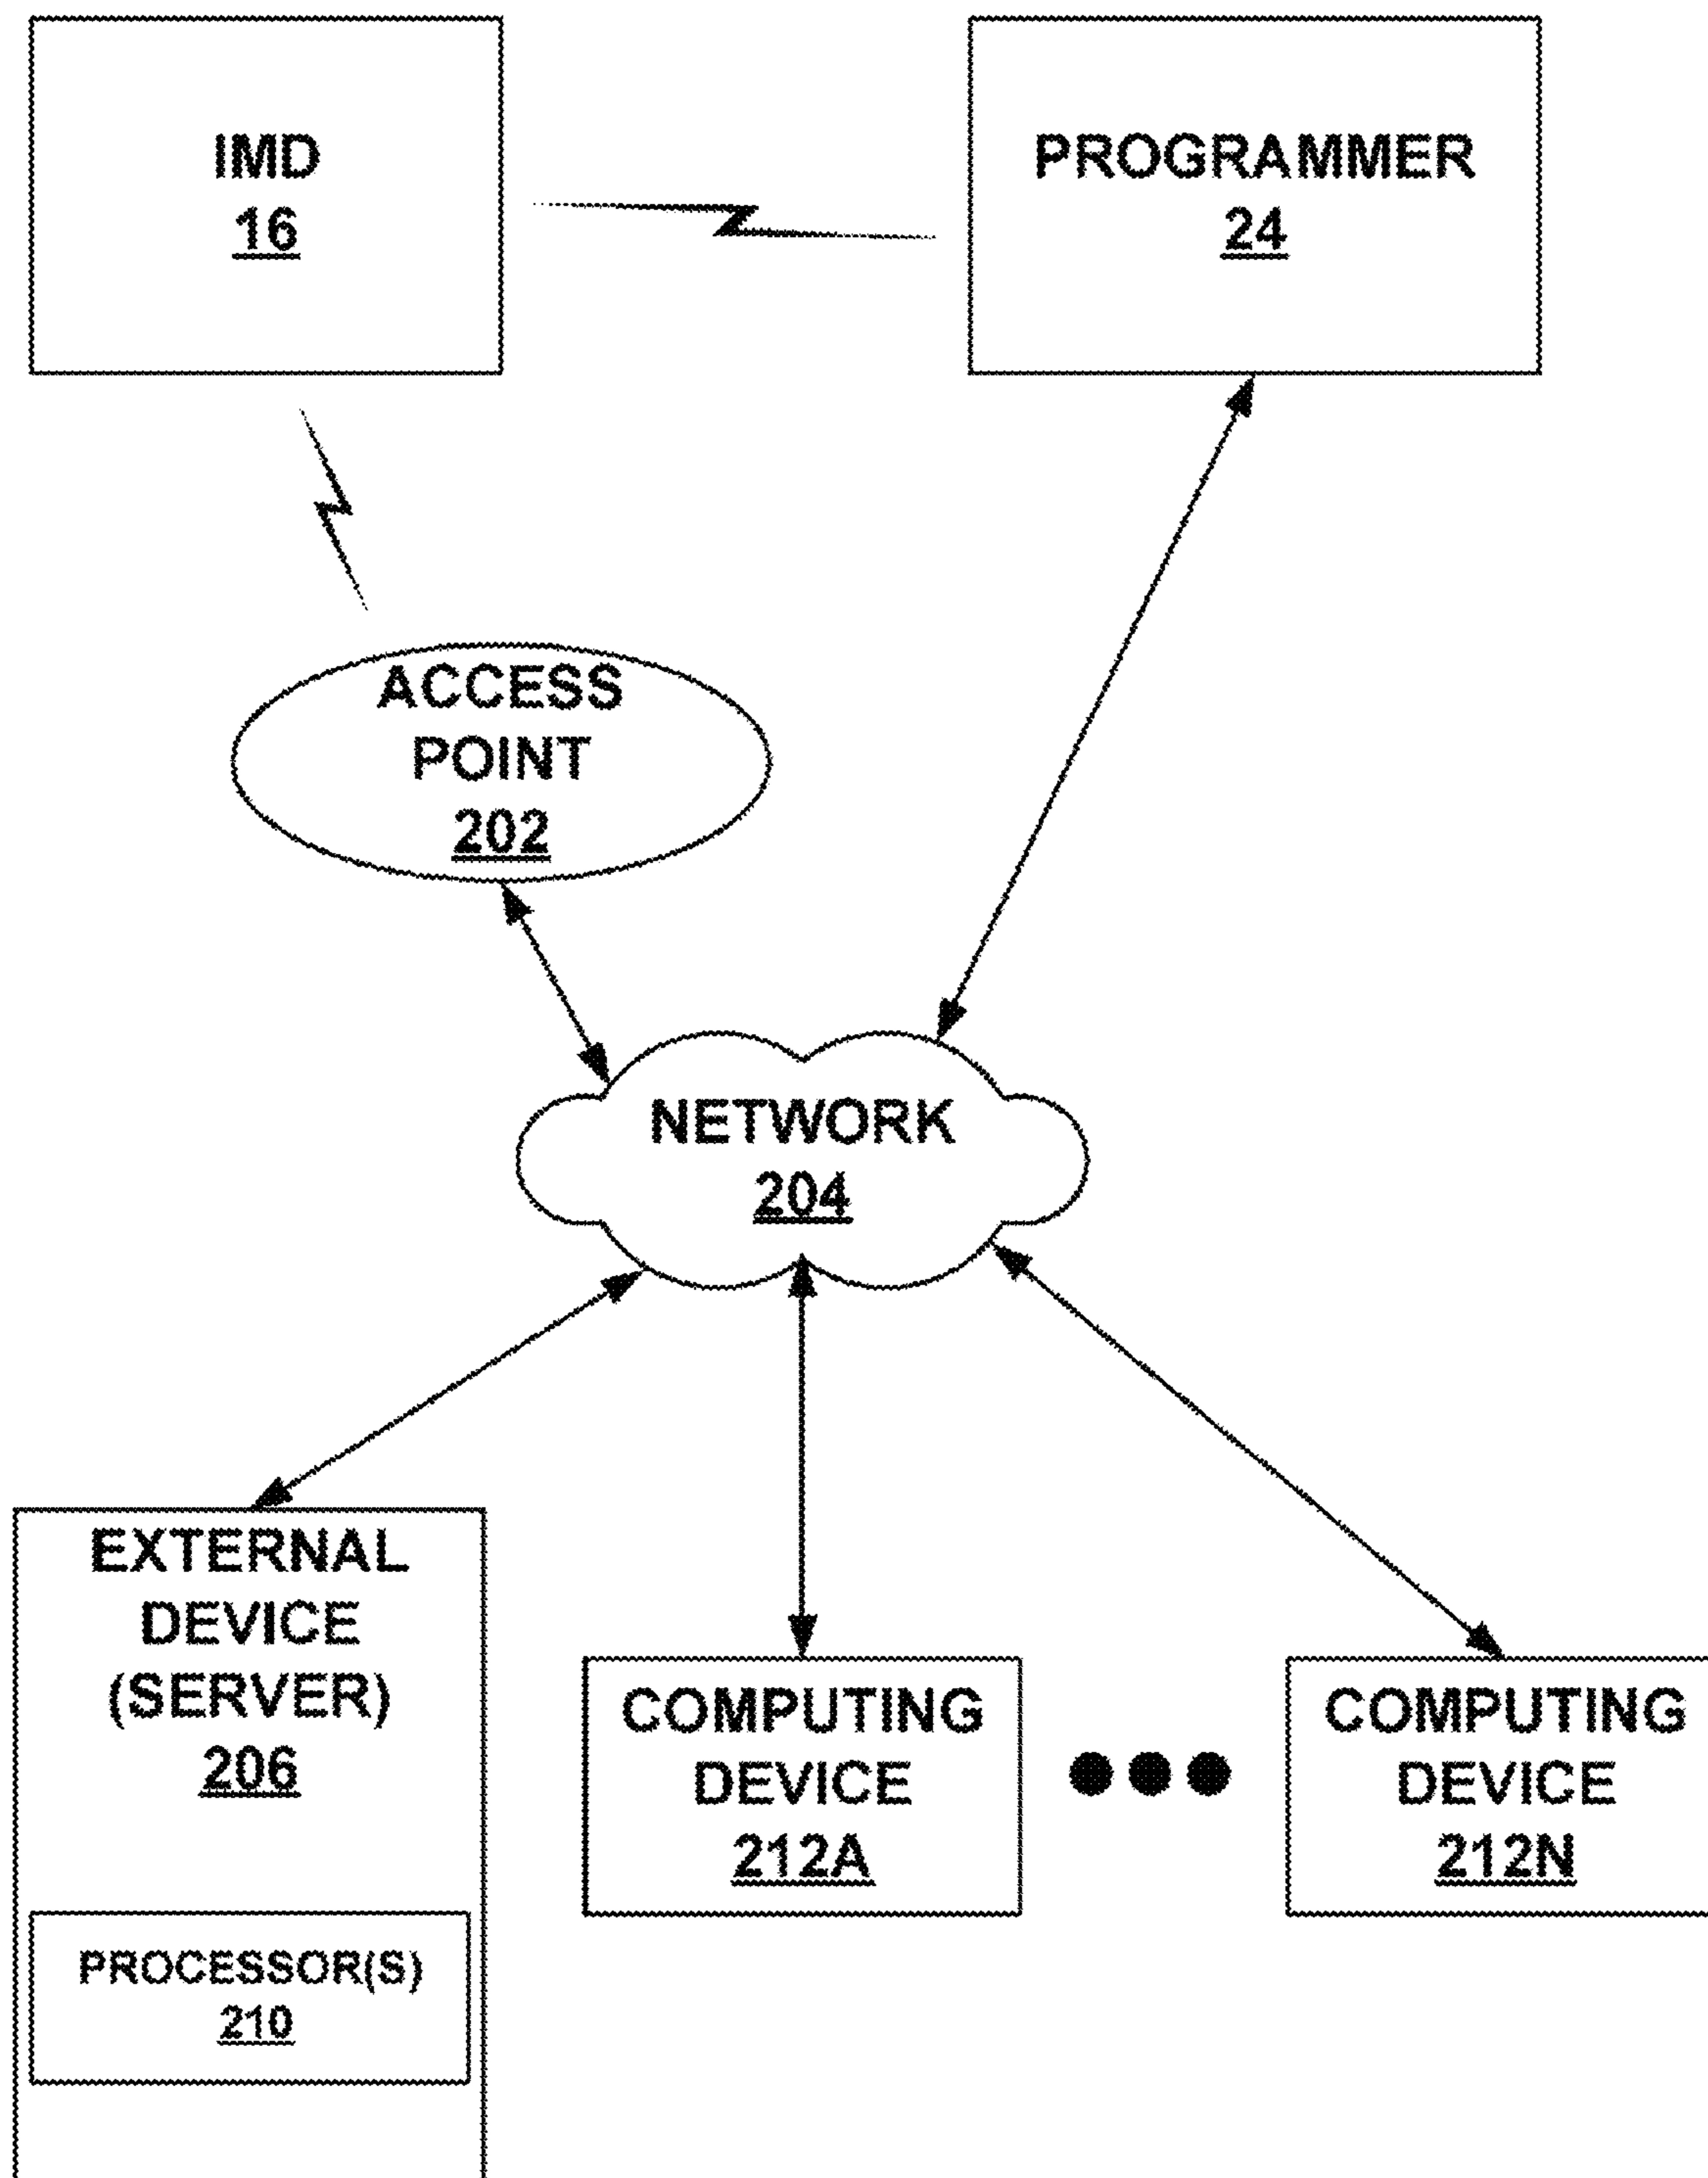 IMD
16
PROGRAMMER
24
ACCESS
POINT
202
NETWORK
204
EXTERNAL
DEVICE
(SERVER)
206
PROCESSOR(S)
210
COMPUTING
DEVICE
212A
COMPUTING
DEVICE
212N